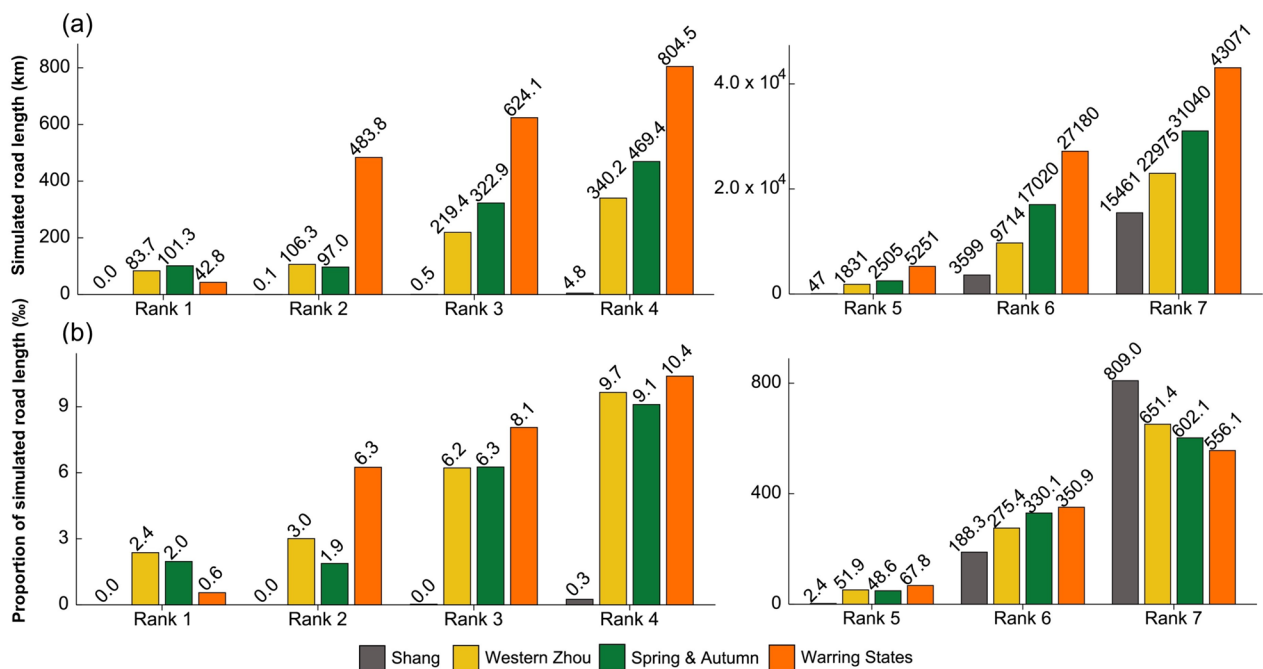 (a)
Simulated road length (km)
800
600
400
200
0
0.0 83.7 101.3 42.8
0.1 106.3 97.0 483.8
0.5 219.4 322.9 624.1
4.8 340.2 469.4 804.5
Rank 1 Rank 2 Rank 3 Rank 4
4.0 x 10⁴
2.0 x 10⁴
0
47 1831 2505 5251
3599 9714 17020 27180
15461 22975 31040 43071
Rank 5 Rank 6 Rank 7
(b)
Proportion of simulated road length (‰)
9
6
3
0
0.0 2.4 2.0 0.6
0.0 3.0 1.9 6.3
0.0 6.2 6.3 8.1
0.3 9.7 9.1 10.4
Rank 1 Rank 2 Rank 3 Rank 4
800
400
0
2.4 51.9 48.6 67.8
188.3 275.4 330.1 350.9
809.0 651.4 602.1 556.1
Rank 5 Rank 6 Rank 7
Shang Western Zhou Spring & Autumn Warring States